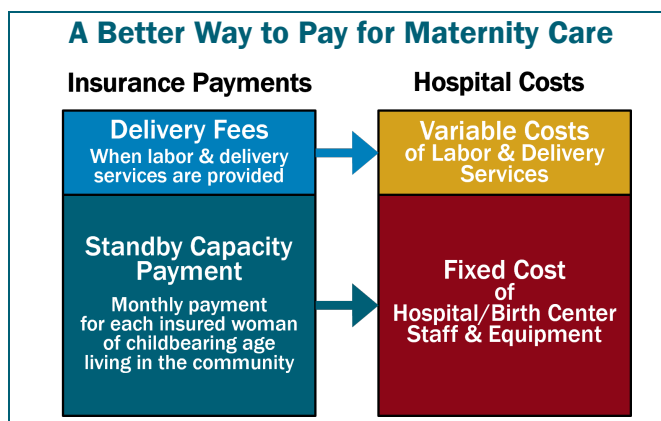 A Better Way to Pay for Maternity Care
Insurance Payments
Hospital Costs
Delivery Fees
When labor & delivery
services are provided
Variable Costs
of Labor & Delivery
Services
Standby Capacity
Payment
Monthly payment
for each insured woman
of childbearing age
living in the community
Fixed Cost
of
Hospital/Birth Center
Staff & Equipment